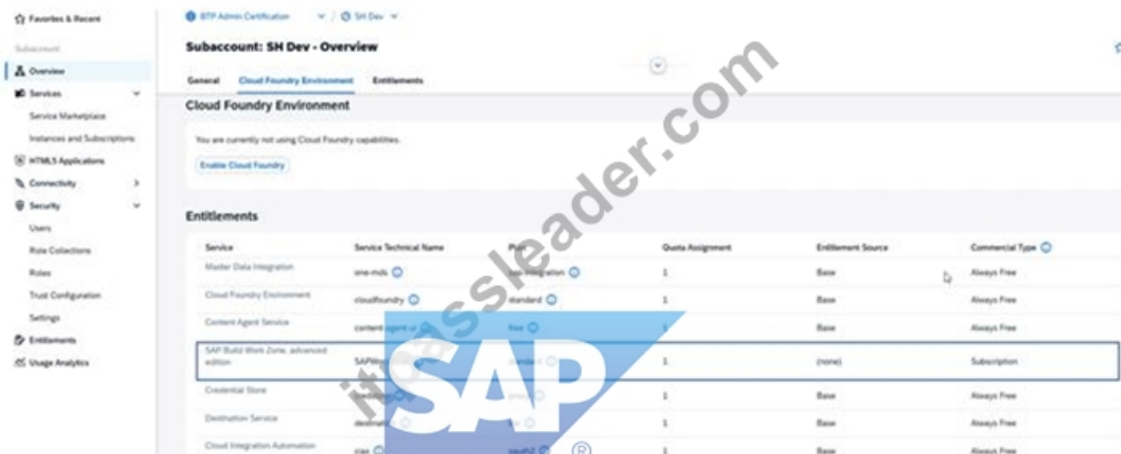 Favorites & Recent
BTP Admin Certification / SH Dev
Subaccount
Subaccount: SH Dev - Overview
Overview
General Cloud Foundry Environment Entitlements
Services
Cloud Foundry Environment
Service Marketplace
You are currently not using Cloud Foundry capabilities.
Instances and Subscriptions
HTML5 Applications
Enable Cloud Foundry
Connectivity
Security
Entitlements
Users
Role Collections
Service Service Technical Name Plan Quota Assignment Entitlement Source Commercial Type
Roles
Master Data Integration one-mds 1 Base Always Free
Trust Configuration
Cloud Foundry Environment cloudfoundry standard 1 Base Always Free
Settings
Content Agent Service free 1 Base Always Free
Entitlements
SAP Build Work Zone, advanced edition standard 1 (none) Subscription
Usage Analytics
Credential Store 1 Base Always Free
Destination Service 1 Base Always Free
Cloud Integration Automation 1 Base Always Free
itpassleader.com
SAP
®